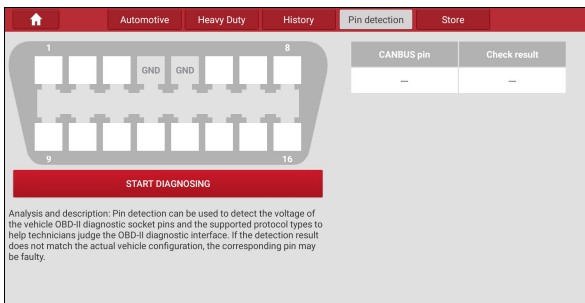 Automotive Heavy Duty History Pin detection Store
1 8
GND GND
9 16
CANBUS pin Check result
--- ---
START DIAGNOSING
Analysis and description: Pin detection can be used to detect the voltage of
the vehicle OBD-II diagnostic socket pins and the supported protocol types to
help technicians judge the OBD-II diagnostic interface. If the detection result
does not match the actual vehicle configuration, the corresponding pin may
be faulty.